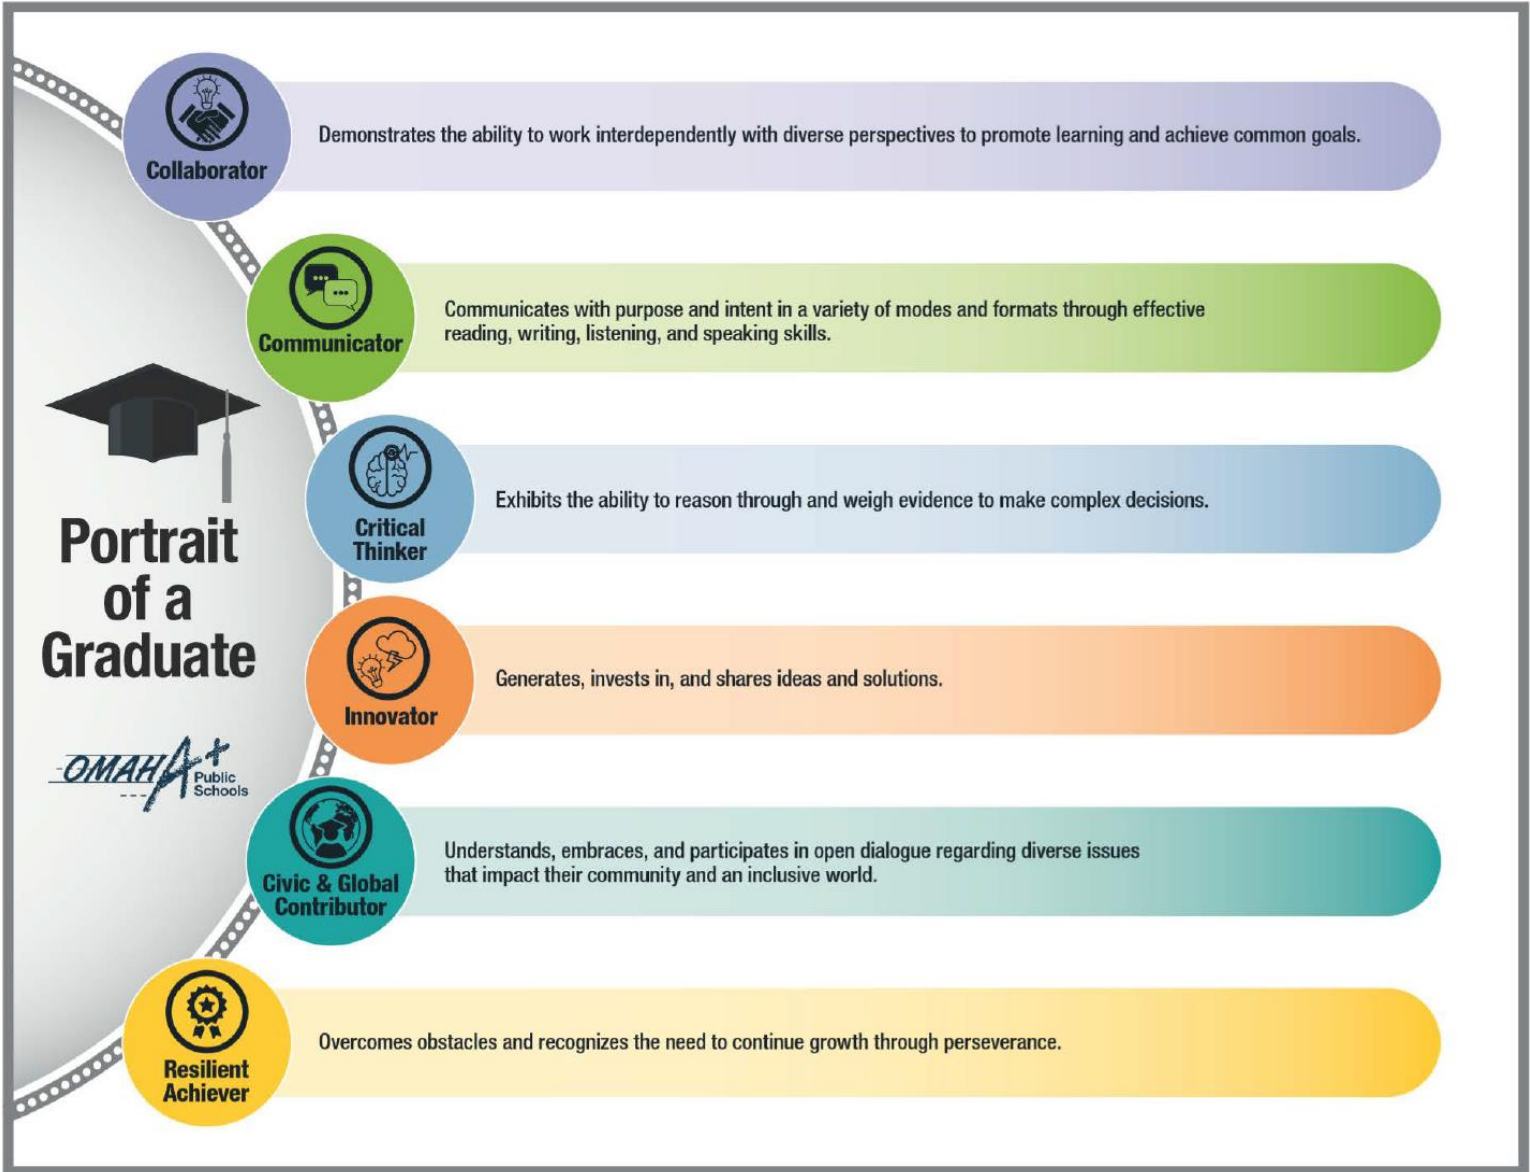 Portrait
of a
Graduate
OMAHA+
Public
Schools
Collaborator
Demonstrates the ability to work interdependently with diverse perspectives to promote learning and achieve common goals.
Communicator
Communicates with purpose and intent in a variety of modes and formats through effective
reading, writing, listening, and speaking skills.
Critical
Thinker
Exhibits the ability to reason through and weigh evidence to make complex decisions.
Innovator
Generates, invests in, and shares ideas and solutions.
Civic & Global
Contributor
Understands, embraces, and participates in open dialogue regarding diverse issues
that impact their community and an inclusive world.
Resilient
Achiever
Overcomes obstacles and recognizes the need to continue growth through perseverance.